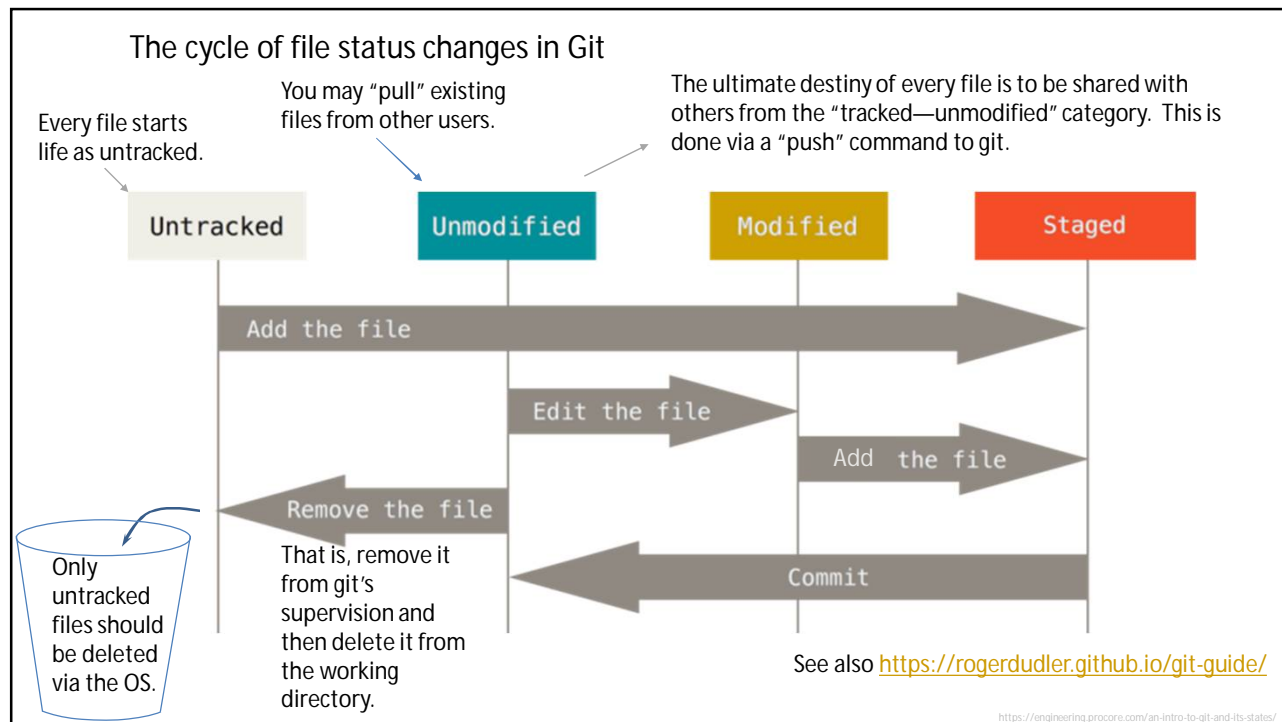 The cycle of file status changes in Git
You may “pull” existing
files from other users.
The ultimate destiny of every file is to be shared with
others from the “tracked—unmodified” category.  This is
done via a “push” command to git.
Every file starts
life as untracked.
Untracked
Unmodified
Modified
Staged
Add the file
Edit the file
Add the file
Remove the file
Commit
Only
untracked
files should
be deleted
via the OS.
That is, remove it
from git’s
supervision and
then delete it from
the working
directory.
See also https://rogerdudler.github.io/git-guide/
https://engineering.procore.com/an-intro-to-git-and-its-states/